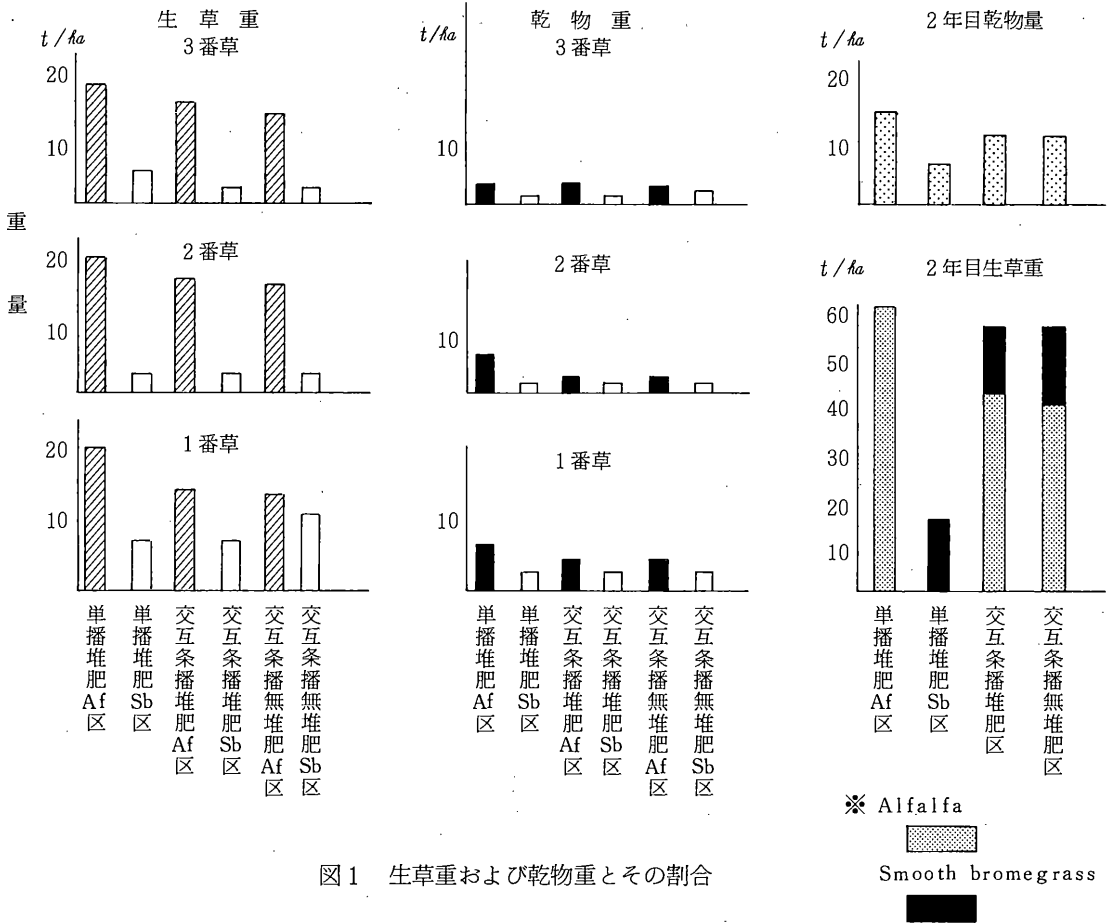 生草重
t/ha
3番草
20
10
2番草
20
10
1番草
20
10
重量
単播堆肥Af区
単播堆肥Sb区
交互条播堆肥Af区
交互条播堆肥Sb区
交互条播無堆肥Af区
交互条播無堆肥Sb区
乾物重
t/ha
3番草
10
2番草
10
1番草
10
単播堆肥Af区
単播堆肥Sb区
交互条播堆肥Af区
交互条播堆肥Sb区
交互条播無堆肥Af区
交互条播無堆肥Sb区
2年目乾物量
t/ha
20
10
2年目生草重
t/ha
60
50
40
30
20
10
単播堆肥Af区
単播堆肥Sb区
交互条播堆肥区
交互条播無堆肥区
※ Alfalfa
Smooth bromegrass
図1 生草重および乾物重とその割合